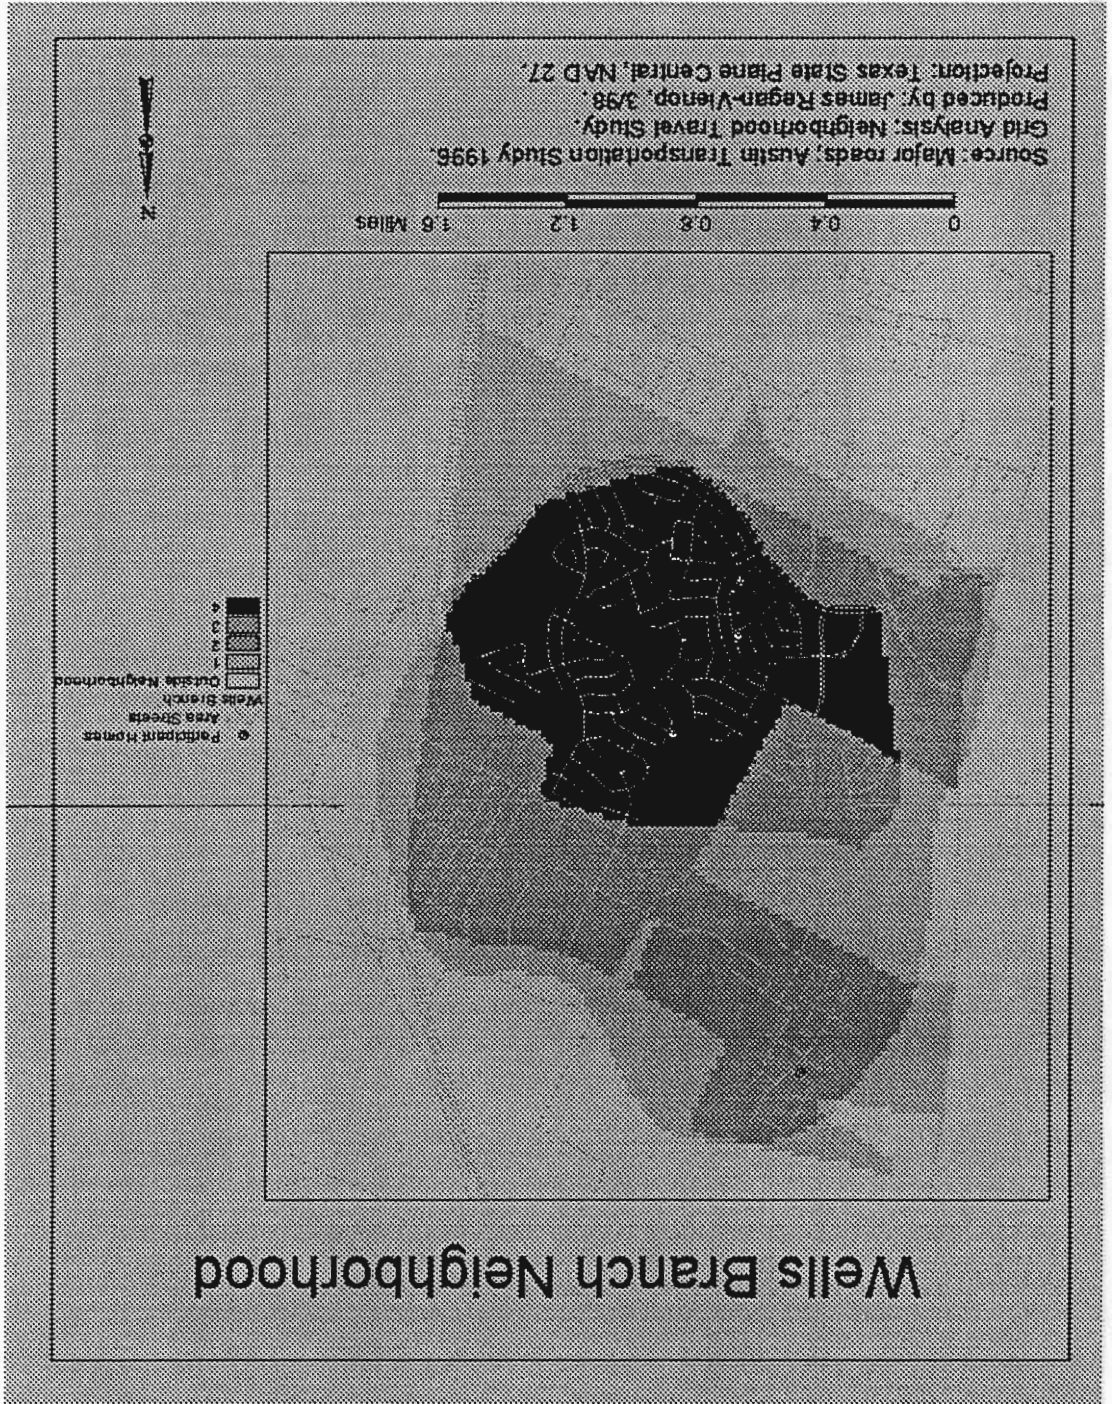 Wells Branch Neighborhood
Participant Homes
Area Streets
Wells Branch
Outside Neighborhood
1
2
3
4
N
0 0.4 0.8 1.2 1.6 Miles
Source: Major roads; Austin Transportation Study 1996.
Grid Analysis; Neighborhood Travel Study.
Produced by: James Regan-Vienop, 3/98.
Projection: Texas State Plane Central, NAD 27.